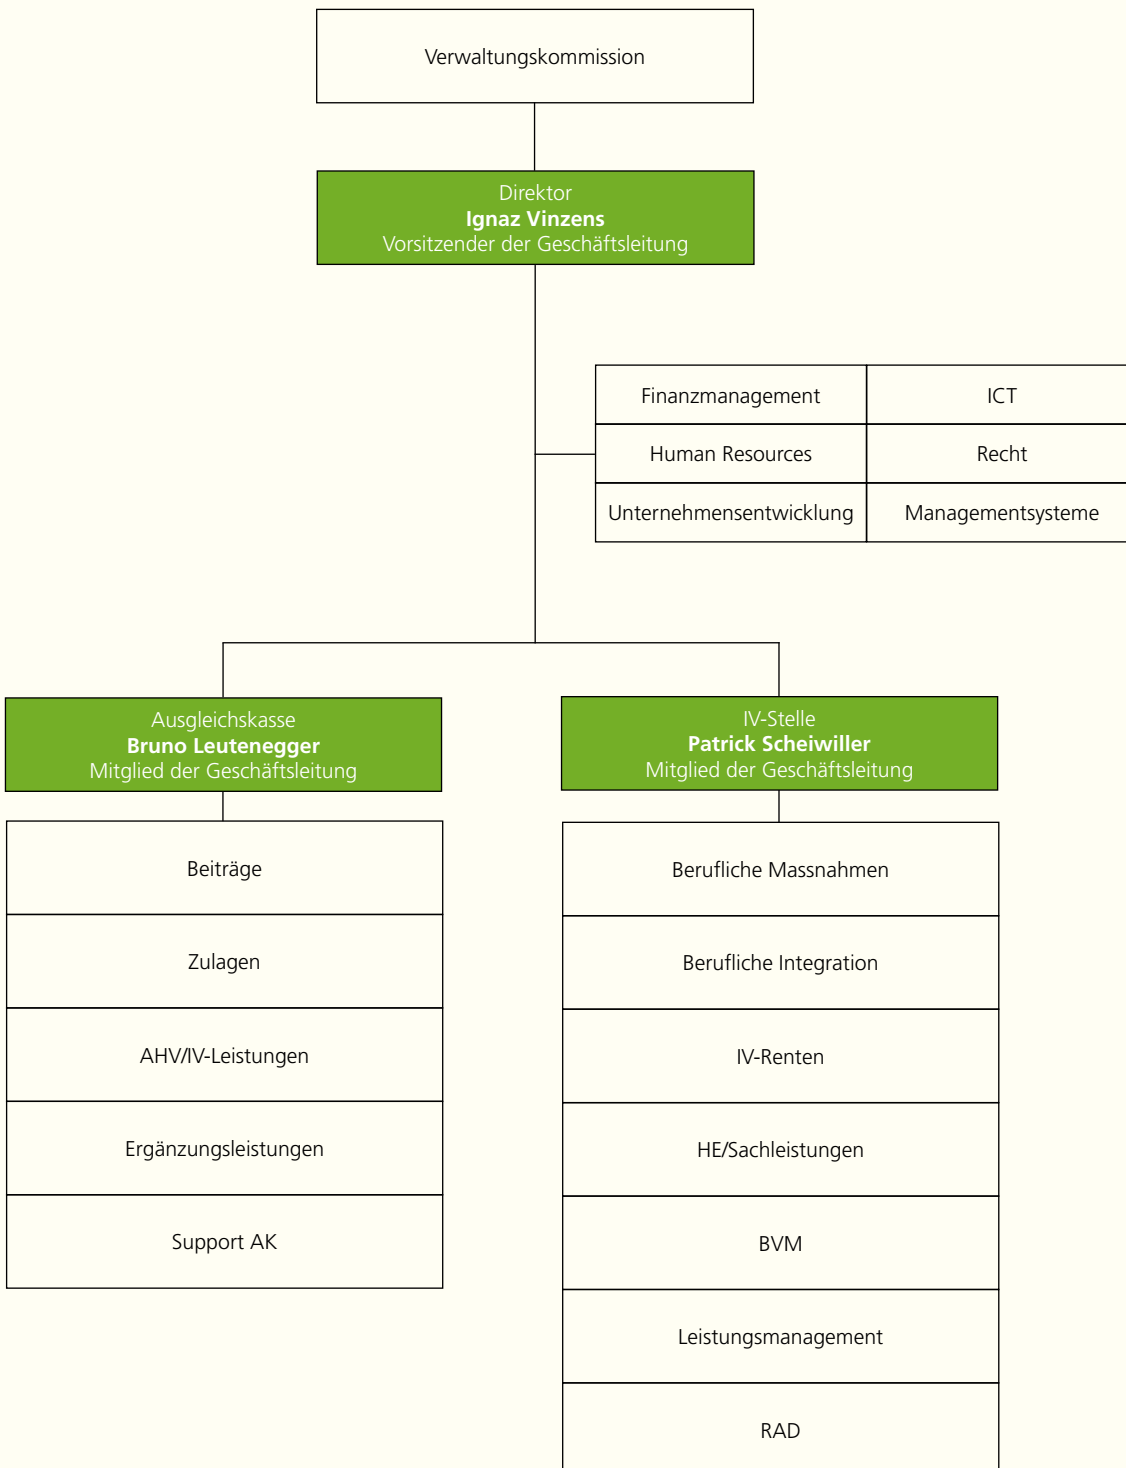 Verwaltungskommission
Direktor
Ignaz Vinzens
Vorsitzender der Geschäftsleitung
Finanzmanagement
ICT
Human Resources
Recht
Unternehmensentwicklung
Managementsysteme
Ausgleichskasse
Bruno Leutenegger
Mitglied der Geschäftsleitung
Beiträge
Zulagen
AHV/IV-Leistungen
Ergänzungsleistungen
Support AK
IV-Stelle
Patrick Scheiwiller
Mitglied der Geschäftsleitung
Berufliche Massnahmen
Berufliche Integration
IV-Renten
HE/Sachleistungen
BVM
Leistungsmanagement
RAD